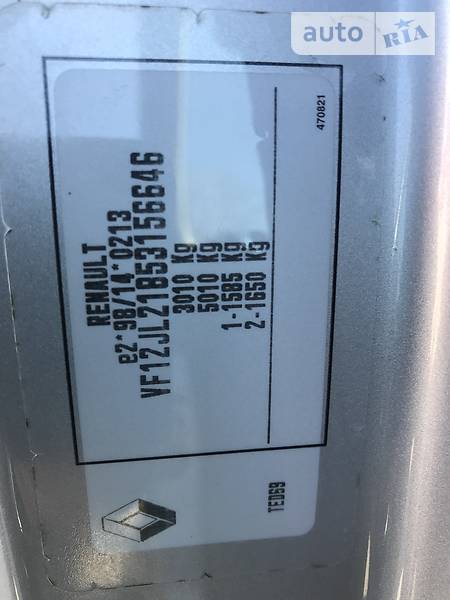 auto RIA
RENAULT
e2*98/14*0213
VF12JL21B53156646
3010 Kg
5010 Kg
1-1585 Kg
2-1650 Kg
470821
TED69